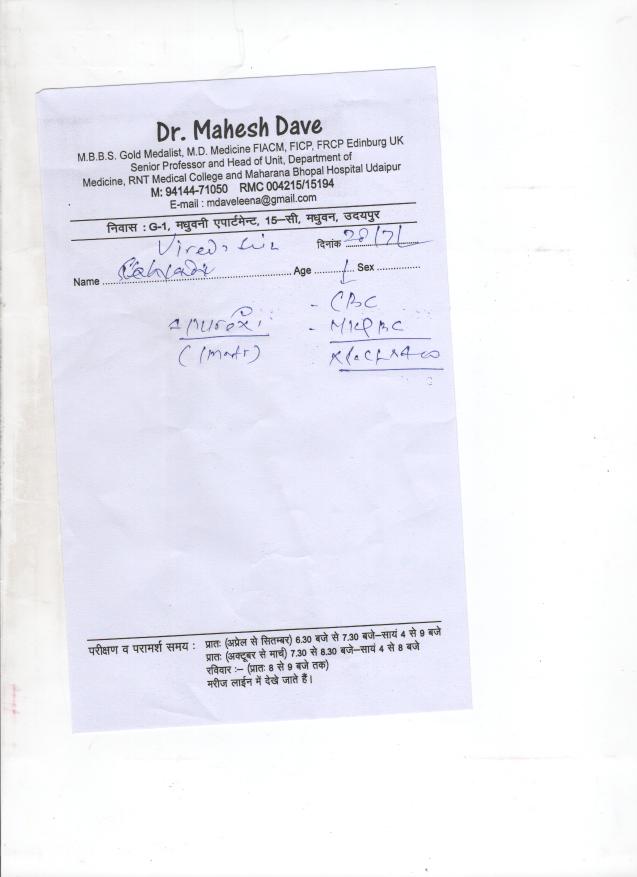 Dr. Mahesh Dave
M.B.B.S. Gold Medalist, M.D. Medicine FIACM, FICP, FRCP Edinburg UK
Senior Professor and Head of Unit, Department of
Medicine, RNT Medical College and Maharana Bhopal Hospital Udaipur
M: 94144-71050 RMC 004215/15194
E-mail : mdaveleena@gmail.com
निवास : G-1, मधुवनी एपार्टमेन्ट, 15–सी, मधुवन, उदयपुर
दिनांक 28/7/
Name Age Sex
- CBC
परीक्षण व परामर्श समय : प्रातः (अप्रेल से सितम्बर) 6.30 बजे से 7.30 बजे–सायं 4 से 9 बजे
प्रातः (अक्टूबर से मार्च) 7.30 से 8.30 बजे–सायं 4 से 8 बजे
रविवार :– (प्रातः 8 से 9 बजे तक)
मरीज लाईन में देखे जाते हैं।